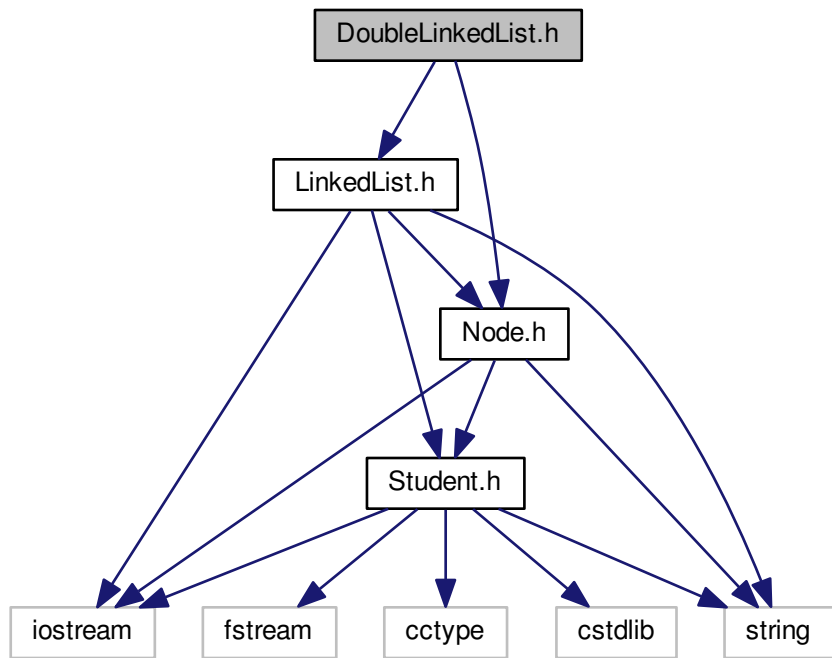 DoubleLinkedList.h
LinkedList.h
Node.h
Student.h
iostream
fstream
cctype
cstdlib
string